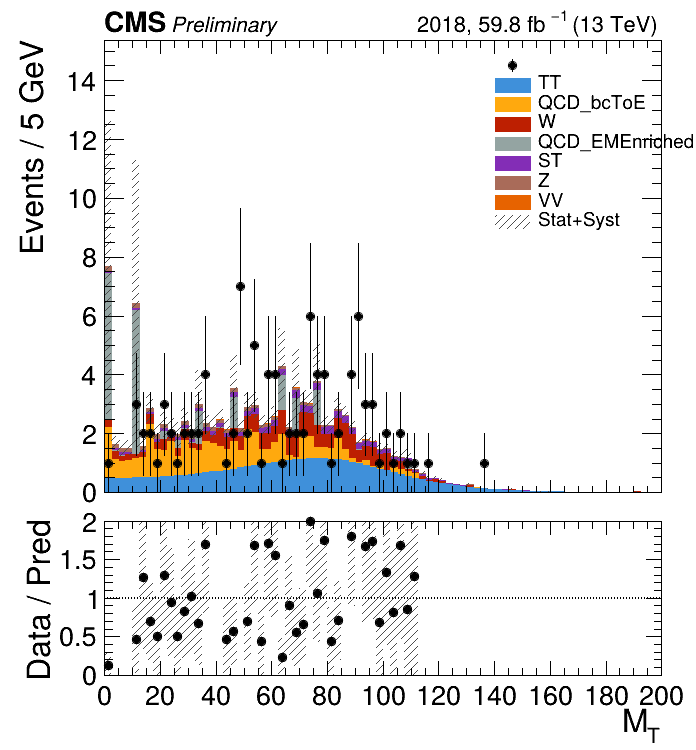 CMS Preliminary 2018, 59.8 fb⁻¹ (13 TeV)
Events / 5 GeV
14
12
10
8
6
4
2
0
TT
QCD_bcToE
W
QCD_EMEnriched
ST
Z
VV
Stat+Syst
Data / Pred
2
1.5
1
0.5
0
0 20 40 60 80 100 120 140 160 180 200
M_T